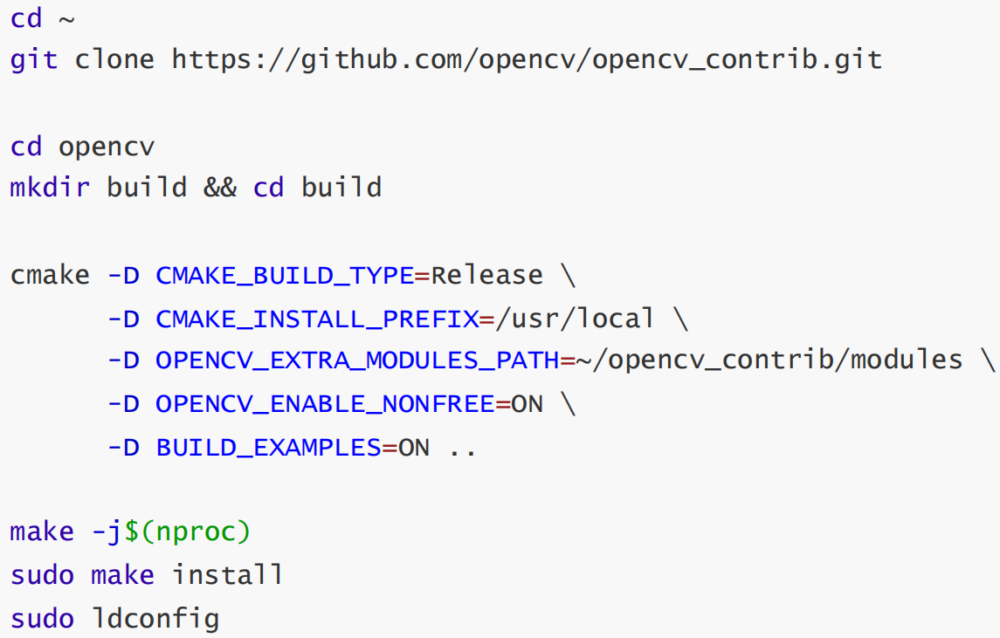 cd ~
git clone https://github.com/opencv/opencv_contrib.git
cd opencv
mkdir build && cd build
cmake -D CMAKE_BUILD_TYPE=Release \
-D CMAKE_INSTALL_PREFIX=/usr/local \
-D OPENCV_EXTRA_MODULES_PATH=~/opencv_contrib/modules \
-D OPENCV_ENABLE_NONFREE=ON \
-D BUILD_EXAMPLES=ON ..
make -j$(nproc)
sudo make install
sudo ldconfig